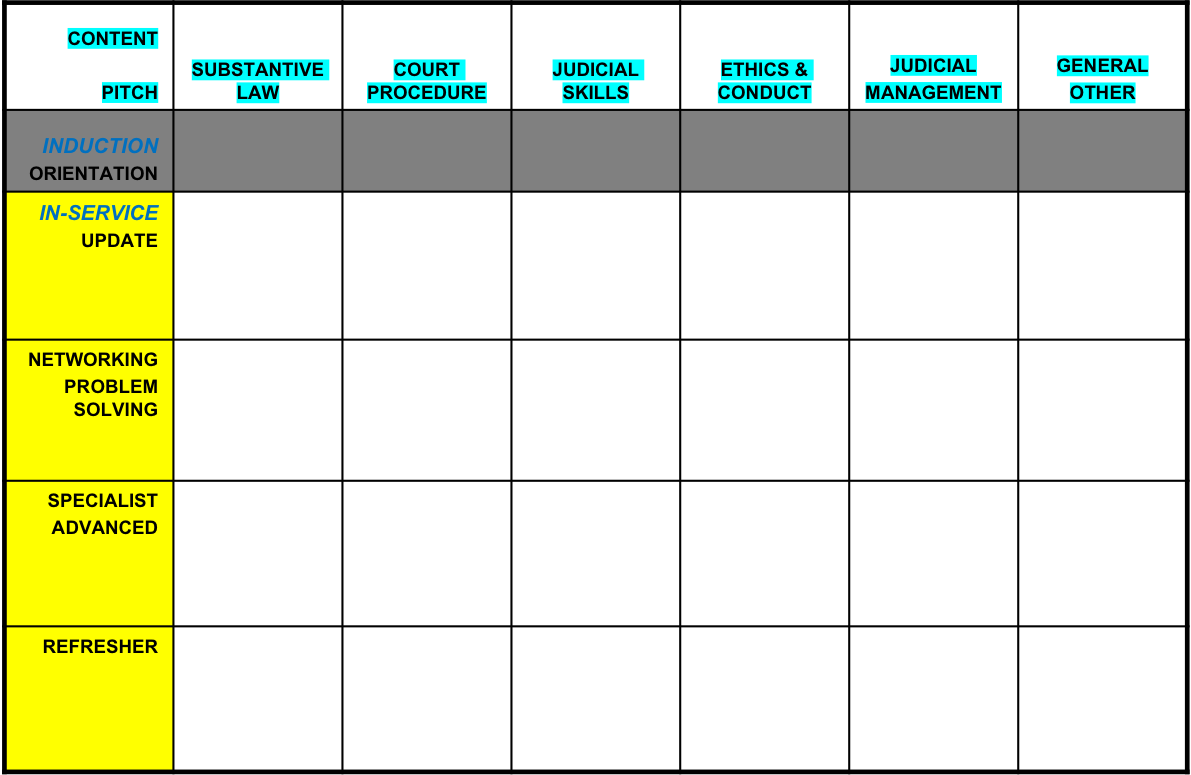 CONTENT
PITCH
SUBSTANTIVE
LAW
COURT
PROCEDURE
JUDICIAL
SKILLS
ETHICS &
CONDUCT
JUDICIAL
MANAGEMENT
GENERAL
OTHER
INDUCTION
ORIENTATION
IN-SERVICE
UPDATE
NETWORKING
PROBLEM
SOLVING
SPECIALIST
ADVANCED
REFRESHER